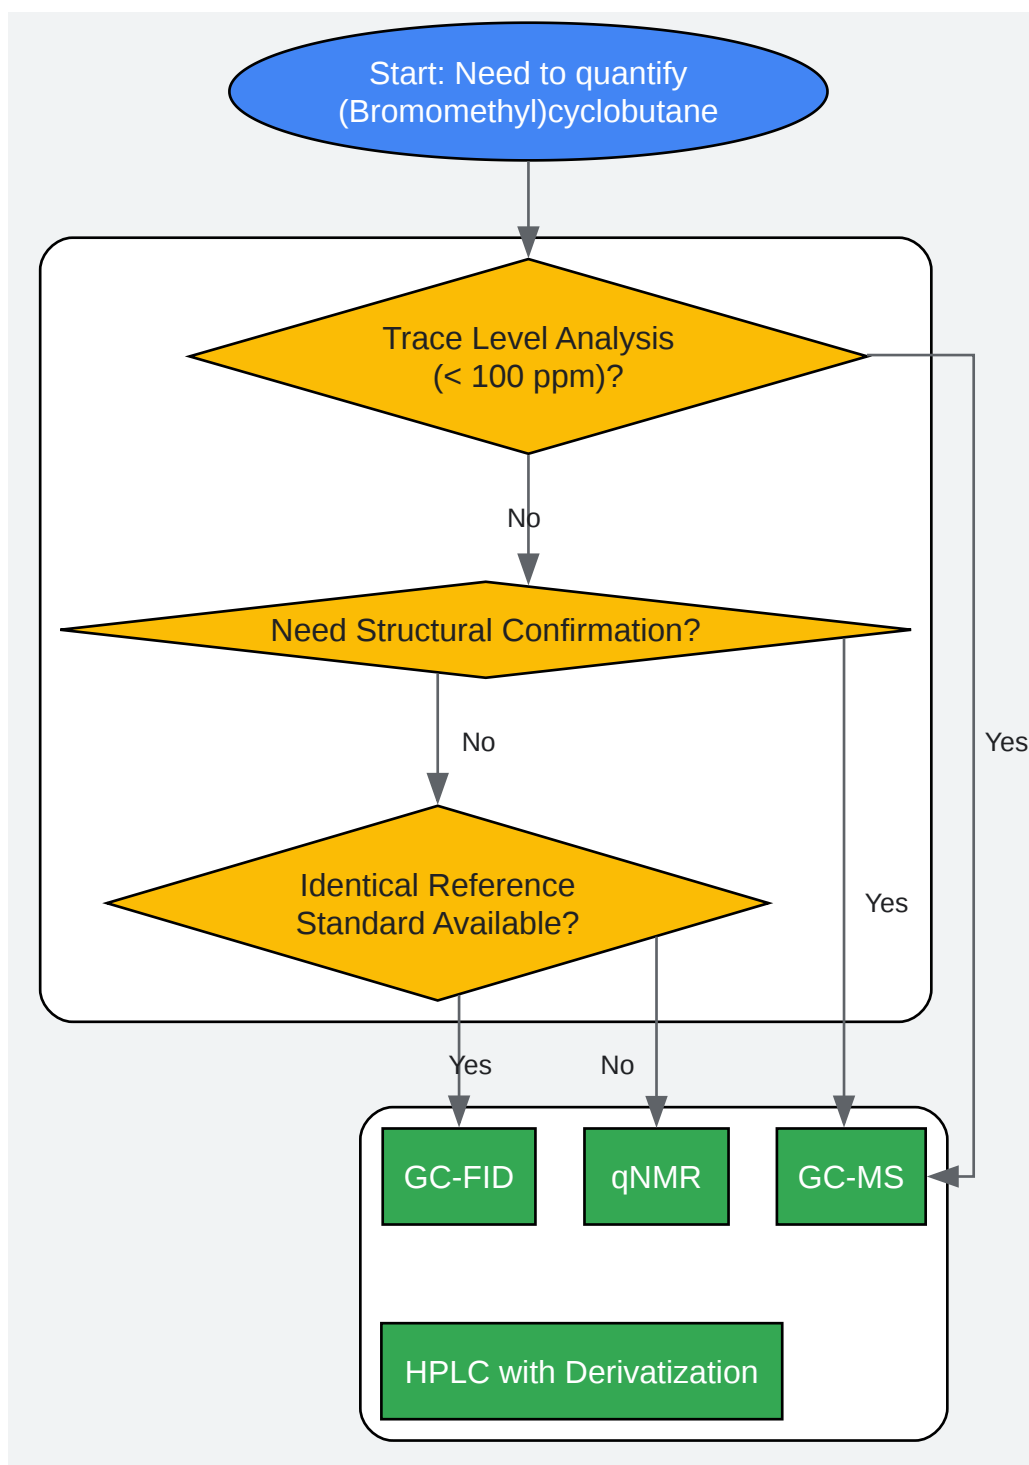 Start: Need to quantify
(Bromomethyl)cyclobutane
Trace Level Analysis
(< 100 ppm)?
No
Need Structural Confirmation?
No
Yes
Identical Reference
Standard Available?
Yes
Yes
No
GC-FID
qNMR
GC-MS
HPLC with Derivatization